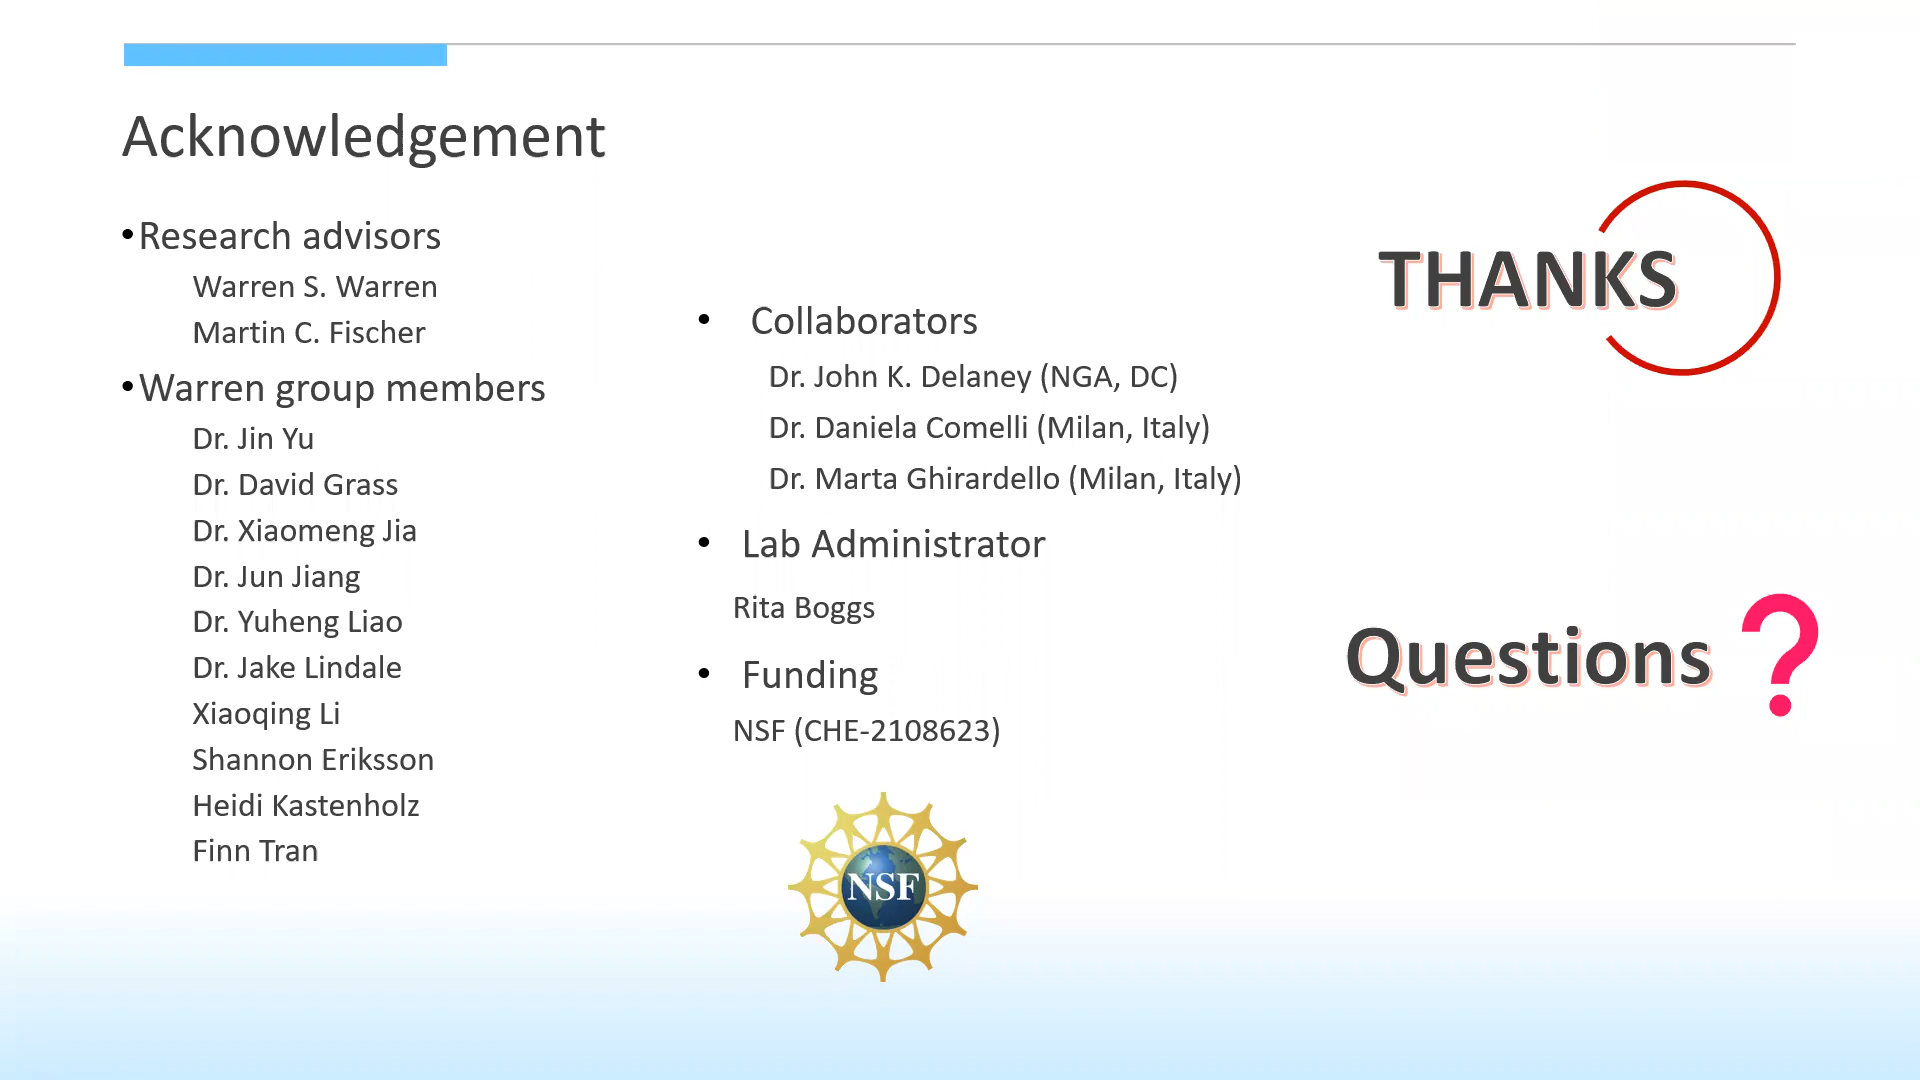 Acknowledgement
•Research advisors
Warren S. Warren
Martin C. Fischer
•Warren group members
Dr. Jin Yu
Dr. David Grass
Dr. Xiaomeng Jia
Dr. Jun Jiang
Dr. Yuheng Liao
Dr. Jake Lindale
Xiaoqing Li
Shannon Eriksson
Heidi Kastenholz
Finn Tran
• Collaborators
Dr. John K. Delaney (NGA, DC)
Dr. Daniela Comelli (Milan, Italy)
Dr. Marta Ghirardello (Milan, Italy)
• Lab Administrator
Rita Boggs
• Funding
NSF (CHE-2108623)
NSF
THANKS
Questions ?